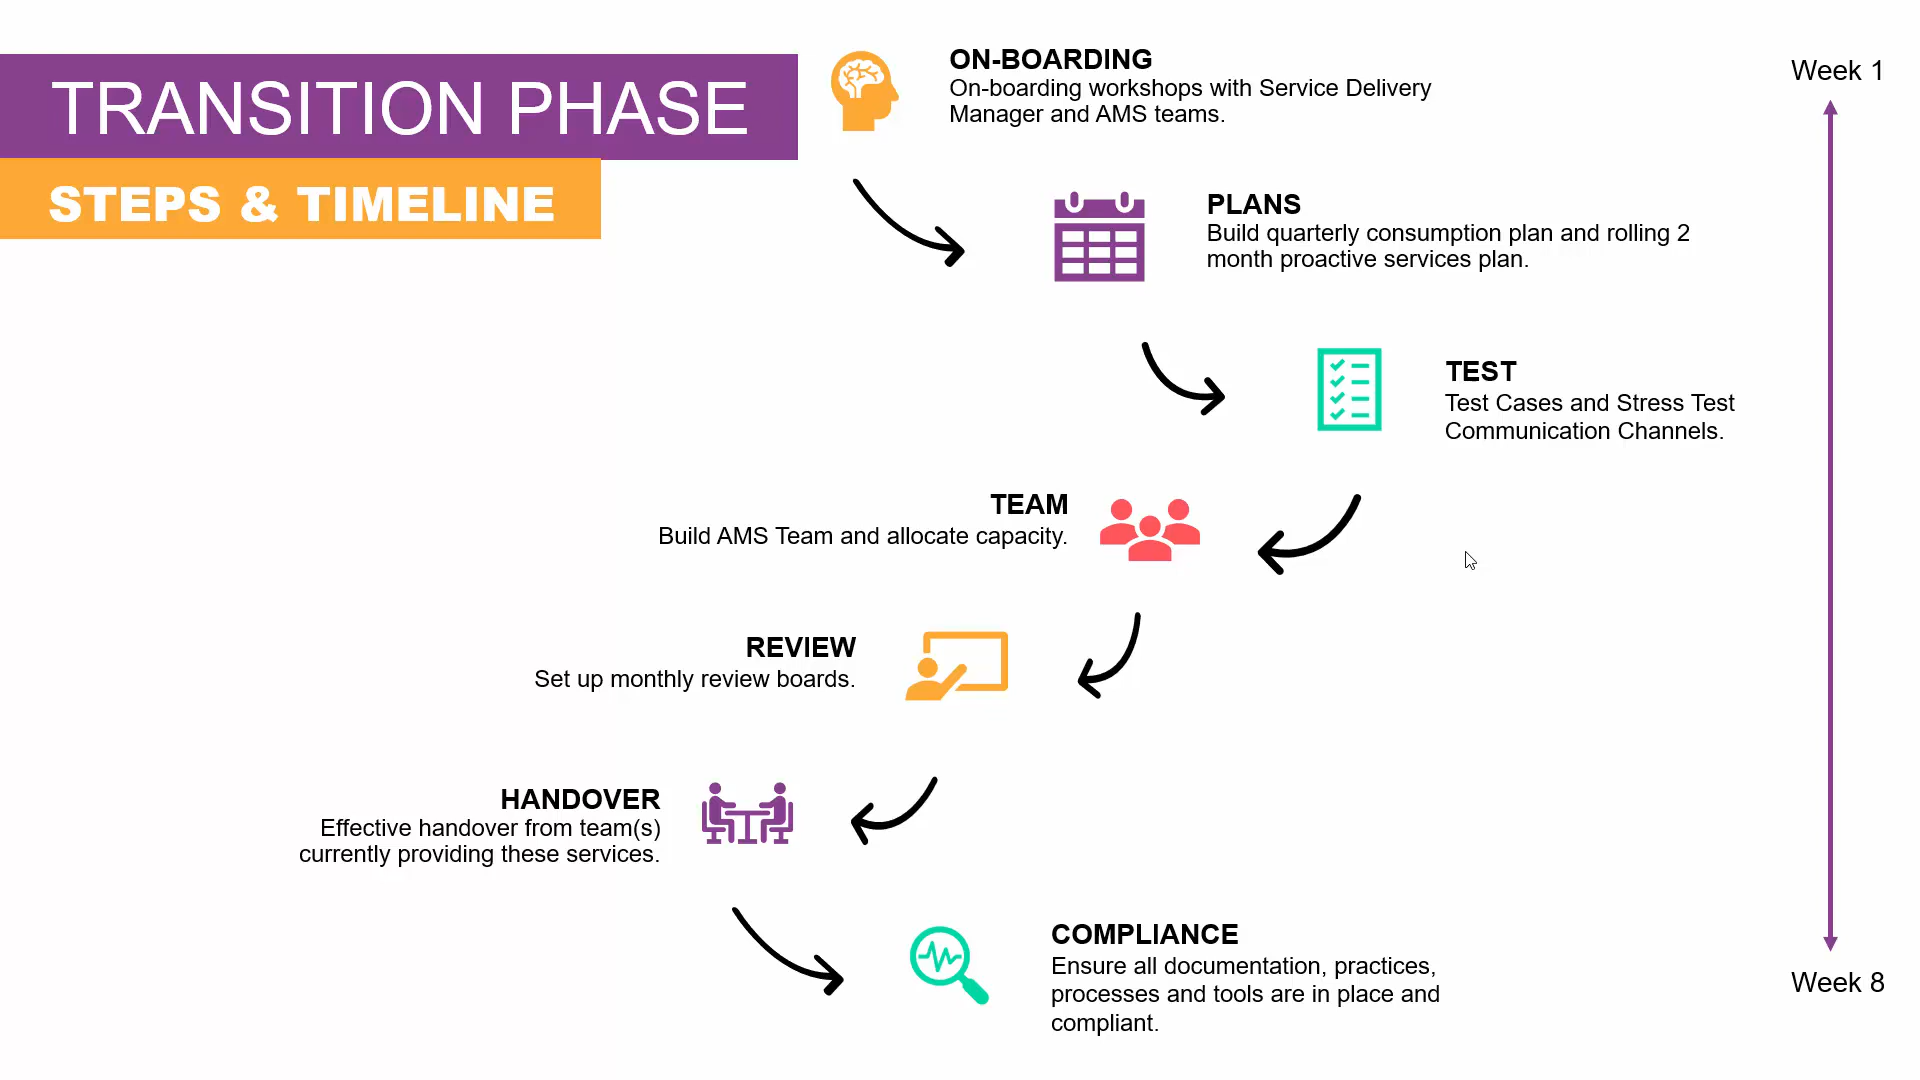 TRANSITION PHASE
STEPS & TIMELINE
ON-BOARDING
On-boarding workshops with Service Delivery
Manager and AMS teams.
Week 1
PLANS
Build quarterly consumption plan and rolling 2
month proactive services plan.
TEST
Test Cases and Stress Test
Communication Channels.
TEAM
Build AMS Team and allocate capacity.
REVIEW
Set up monthly review boards.
HANDOVER
Effective handover from team(s)
currently providing these services.
COMPLIANCE
Ensure all documentation, practices,
processes and tools are in place and
compliant.
Week 8